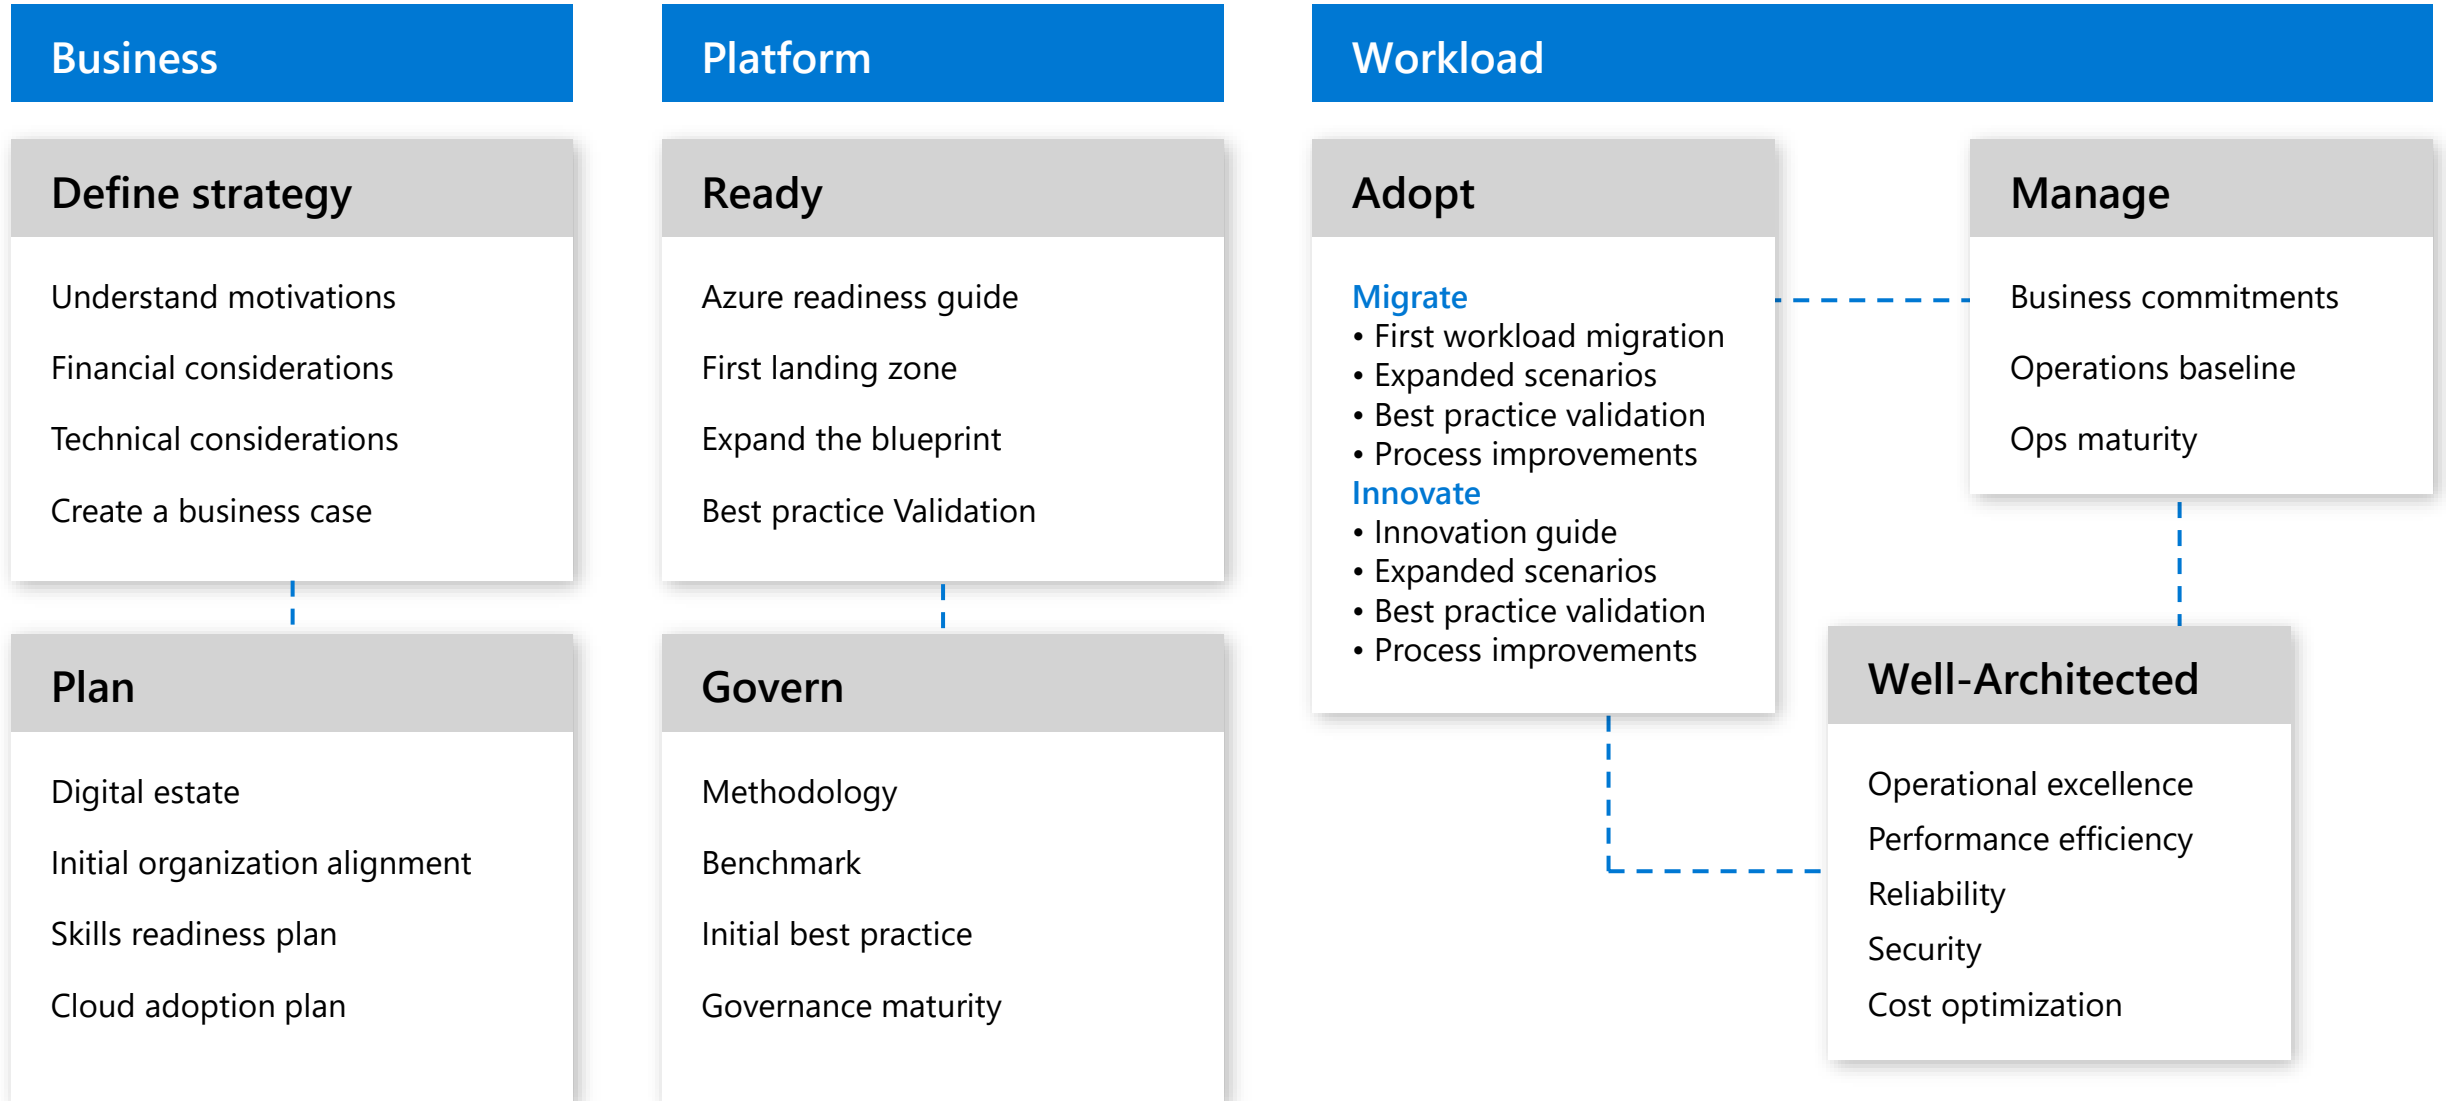 Business
Define strategy
Understand motivations
Financial considerations
Technical considerations
Create a business case
Plan
Digital estate
Initial organization alignment
Skills readiness plan
Cloud adoption plan
Platform
Ready
Azure readiness guide
First landing zone
Expand the blueprint
Best practice Validation
Govern
Methodology
Benchmark
Initial best practice
Governance maturity
Workload
Adopt
Migrate
• First workload migration
• Expanded scenarios
• Best practice validation
• Process improvements
Innovate
• Innovation guide
• Expanded scenarios
• Best practice validation
• Process improvements
Manage
Business commitments
Operations baseline
Ops maturity
Well-Architected
Operational excellence
Performance efficiency
Reliability
Security
Cost optimization